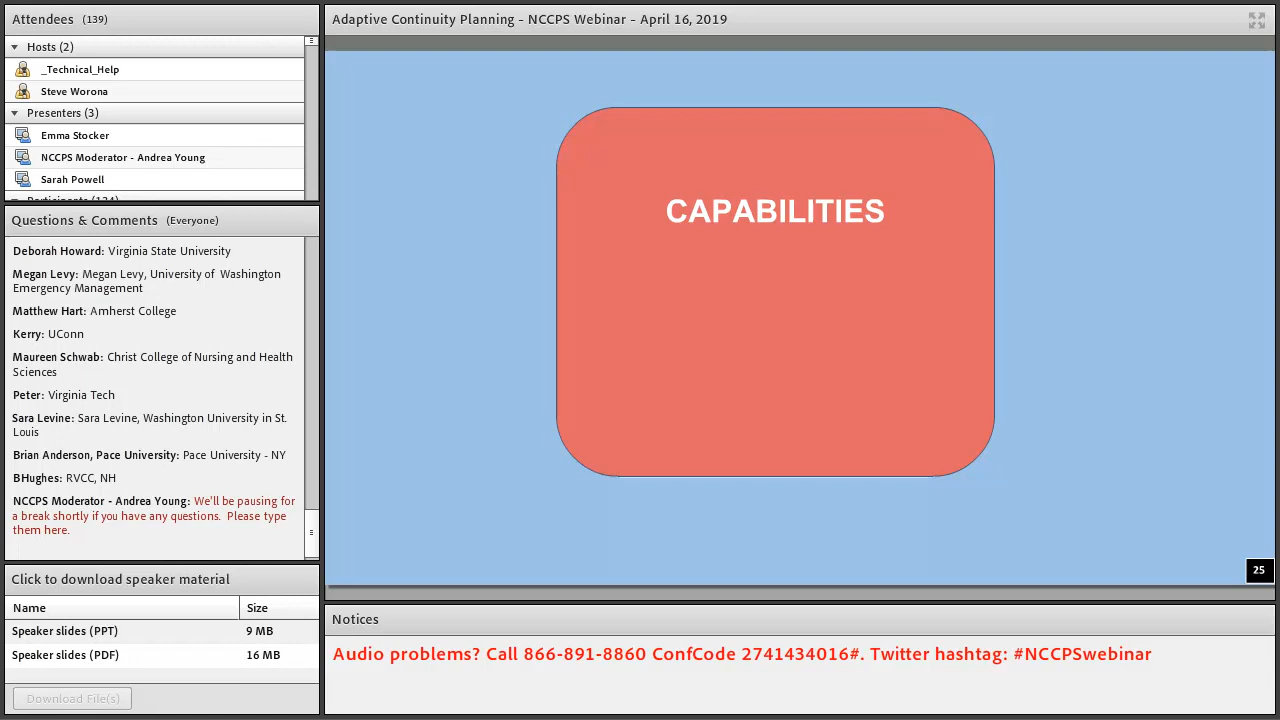 Attendees (139)
Hosts (2)
_Technical_Help
Steve Worona
Presenters (3)
Emma Stocker
NCCPS Moderator - Andrea Young
Sarah Powell
Participants (134)
Questions & Comments (Everyone)
Deborah Howard: Virginia State University
Megan Levy: Megan Levy, University of Washington
Emergency Management
Matthew Hart: Amherst College
Kerry: UConn
Maureen Schwab: Christ College of Nursing and Health
Sciences
Peter: Virginia Tech
Sara Levine: Sara Levine, Washington University in St.
Louis
Brian Anderson, Pace University: Pace University - NY
BHughes: RVCC, NH
NCCPS Moderator - Andrea Young: We'll be pausing for
a break shortly if you have any questions. Please type
them here.
Click to download speaker material
Name Size
Speaker slides (PPT) 9 MB
Speaker slides (PDF) 16 MB
Download File(s)
Adaptive Continuity Planning - NCCPS Webinar - April 16, 2019
CAPABILITIES
25
Notices
Audio problems? Call 866-891-8860 ConfCode 2741434016#. Twitter hashtag: #NCCPSwebinar